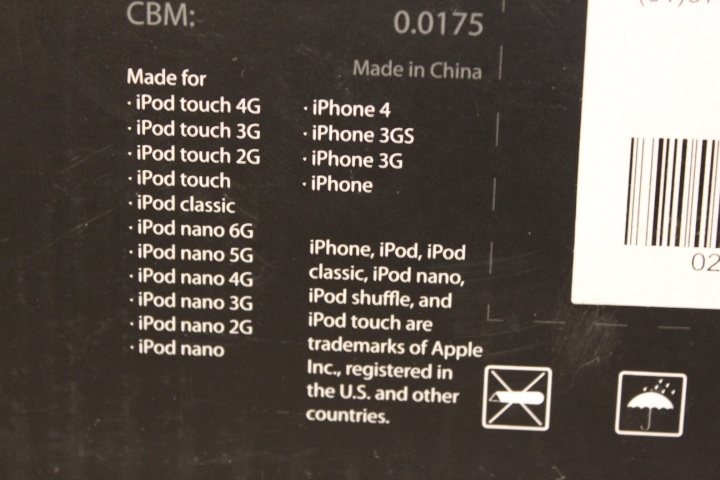 CBM: 0.0175
Made in China
Made for
· iPod touch 4G
· iPod touch 3G
· iPod touch 2G
· iPod touch
· iPod classic
· iPod nano 6G
· iPod nano 5G
· iPod nano 4G
· iPod nano 3G
· iPod nano 2G
· iPod nano
· iPhone 4
· iPhone 3GS
· iPhone 3G
· iPhone
iPhone, iPod, iPod
classic, iPod nano,
iPod shuffle, and
iPod touch are
trademarks of Apple
Inc., registered in
the U.S. and other
countries.
02